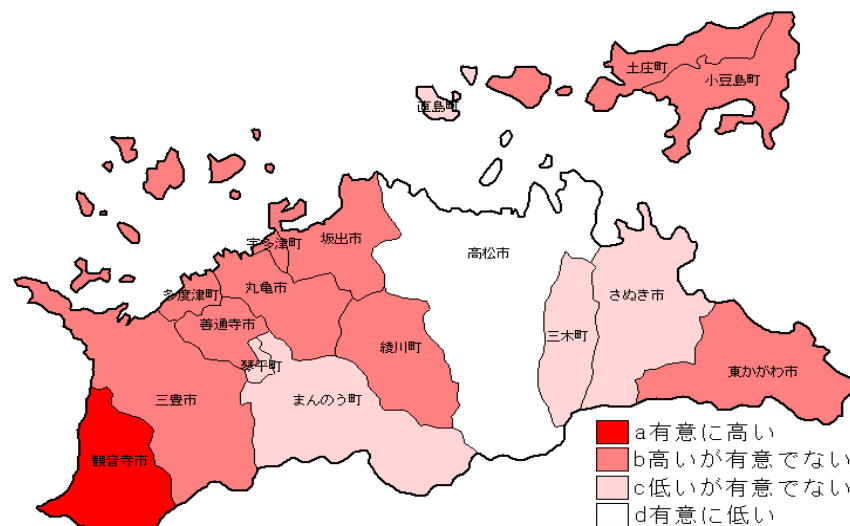 土庄町
小豆島町
直島町
宇多津町
坂出市
高松市
多度津町
丸亀市
さぬき市
善通寺市
綾川町
三木町
琴平町
東かがわ市
三豊市
まんのう町
観音寺市
a有意に高い
b高いが有意でない
c低いが有意でない
d有意に低い